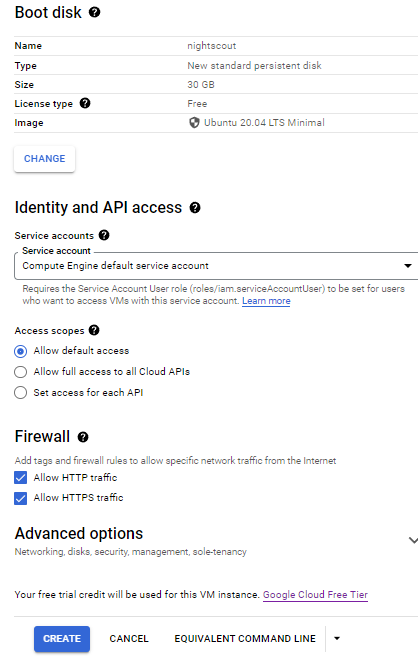 Boot disk
Name nightscout
Type New standard persistent disk
Size 30 GB
License type Free
Image Ubuntu 20.04 LTS Minimal
CHANGE
Identity and API access
Service accounts
Service account
Compute Engine default service account
Requires the Service Account User role (roles/iam.serviceAccountUser) to be set for users
who want to access VMs with this service account. Learn more
Access scopes
Allow default access
Allow full access to all Cloud APIs
Set access for each API
Firewall
Add tags and firewall rules to allow specific network traffic from the Internet
Allow HTTP traffic
Allow HTTPS traffic
Advanced options
Networking, disks, security, management, sole-tenancy
Your free trial credit will be used for this VM instance. Google Cloud Free Tier
CREATE CANCEL EQUIVALENT COMMAND LINE